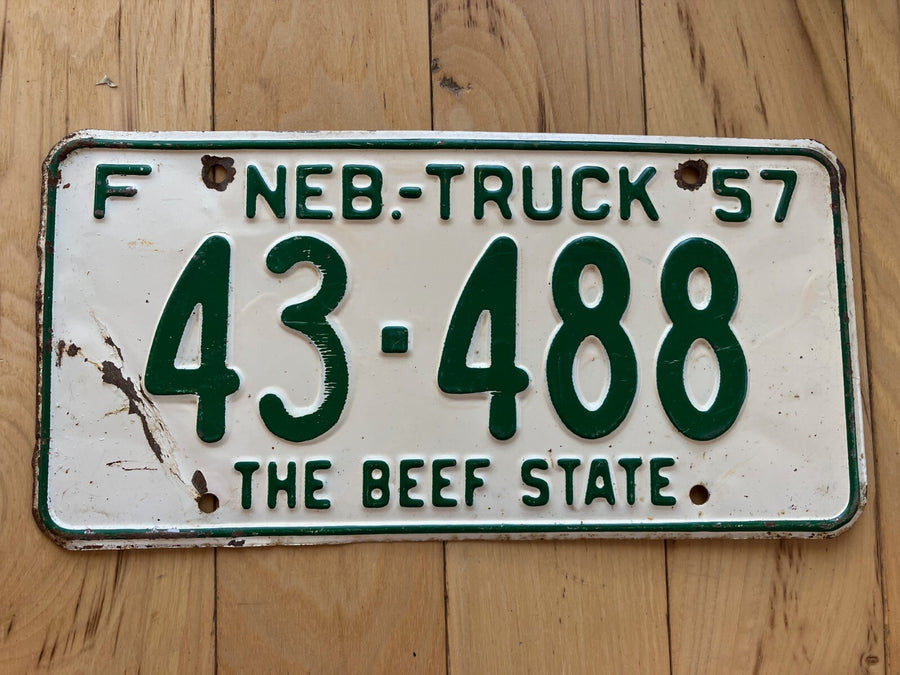 F NEB.-TRUCK 57
43-488
THE BEEF STATE